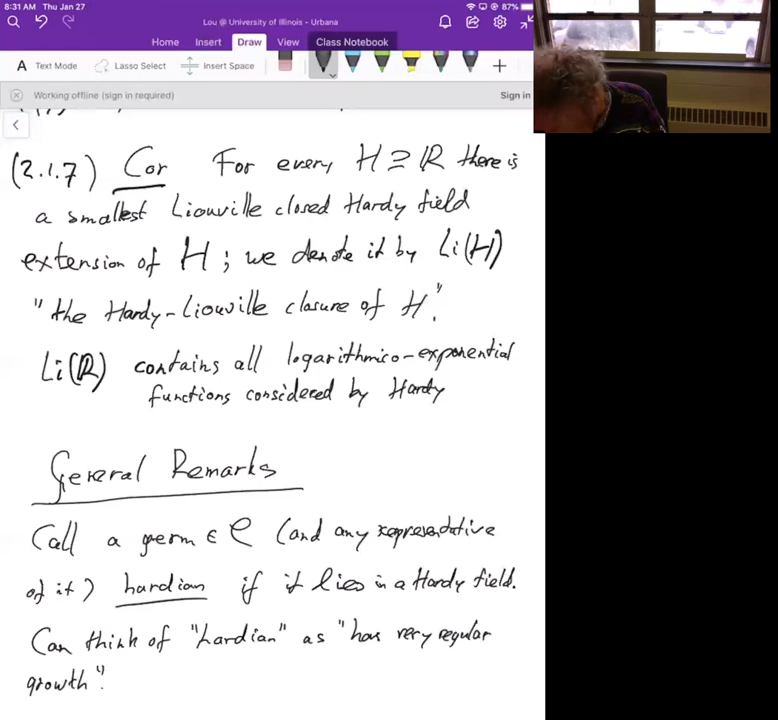 8:31 AM Thu Jan 27
Lou @ University of Illinois - Urbana
87%
Home Insert Draw View Class Notebook
Text Mode Lasso Select Insert Space
Working offline (sign in required) Sign in
(2.1.7) Cor For every H ⊇ ℝ there is
a smallest Liouville closed Hardy field
extension of H; we denote it by Li(H)
"the Hardy-Liouville closure of H".
Li(ℝ) contains all logarithmico-exponential
functions considered by Hardy
General Remarks
Call a germ ∈ C (and any representative
of it) hardian if it lies in a Hardy field.
Can think of "hardian" as "has very regular
growth".